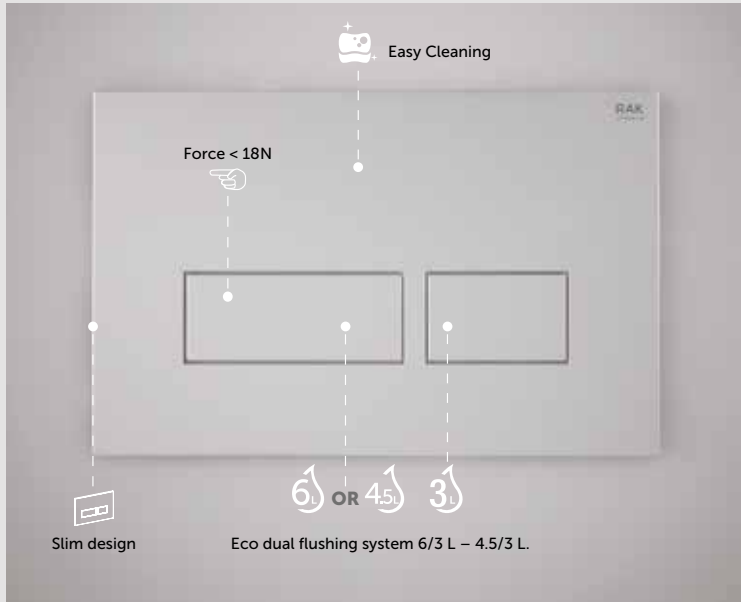 Easy Cleaning
RAK
Force < 18N
6L OR 4.5L 3L
Slim design
Eco dual flushing system 6/3 L – 4.5/3 L.